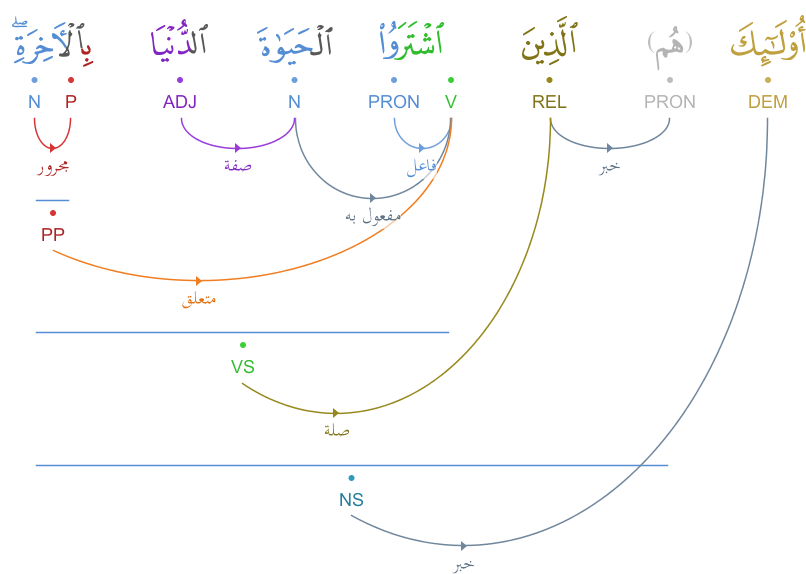 أُو۟لَـٰٓئِكَ (هُم) ٱلَّذِينَ ٱشْتَرَوُا۟ ٱلْحَيَوٰةَ ٱلدُّنْيَا بِٱلْـَٔاخِرَةِ ۖ
DEM PRON REL V PRON N ADJ P N
خبر فاعل صفة مجرور
مفعول به
PP
متعلق
VS
صلة
NS
خبر